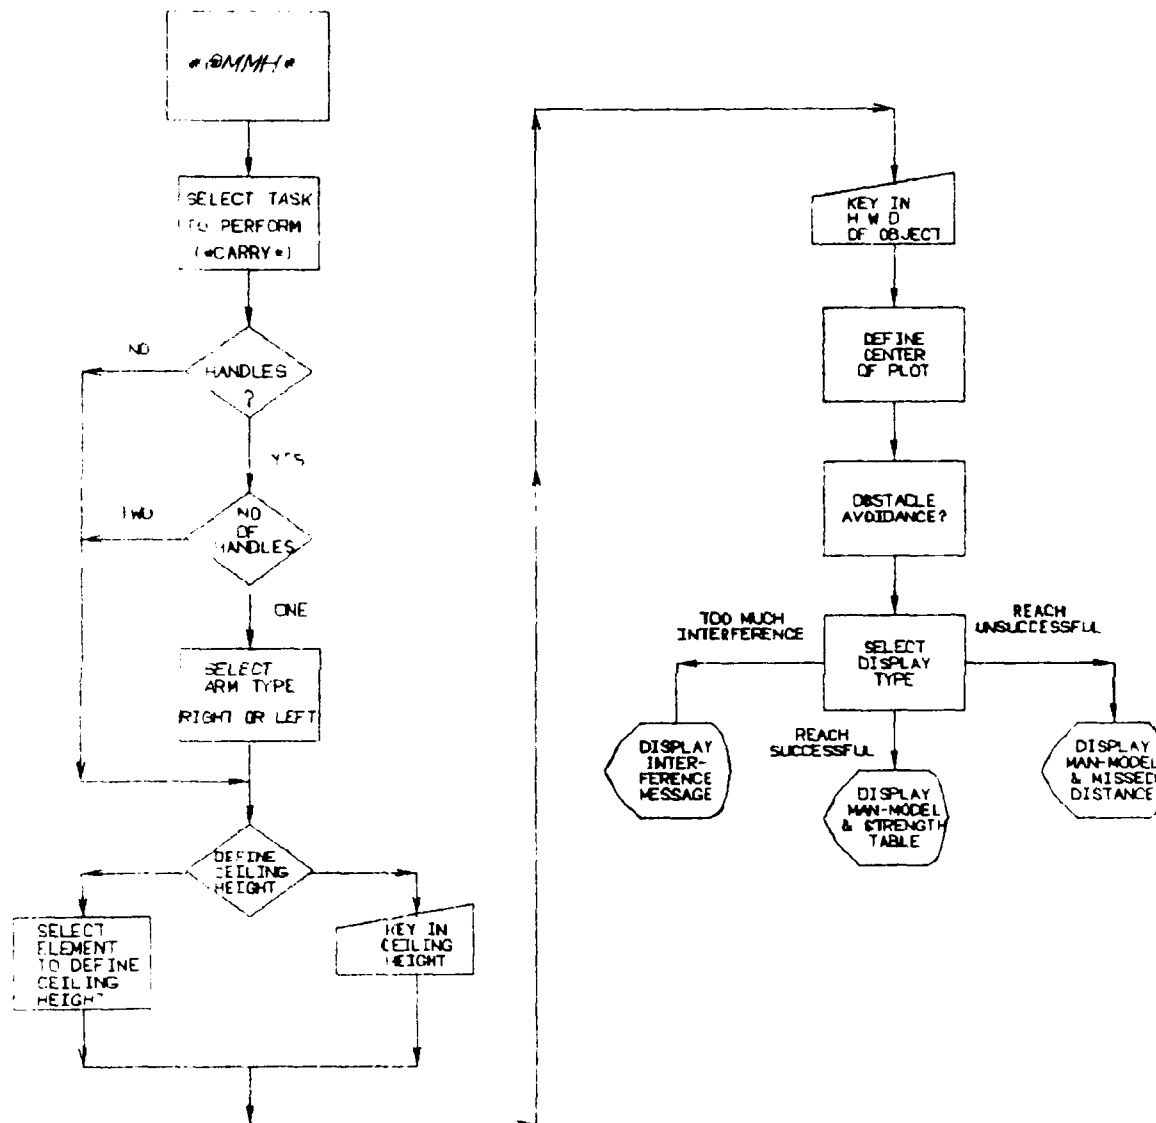 *@MMH*
SELECT TASK
TO PERFORM
(*CARRY*)
NO
HANDLES
?
YES
TWO
NO
OF
HANDLES
ONE
SELECT
ARM TYPE
RIGHT OR LEFT
DEFINE
CEILING
HEIGHT
SELECT
ELEMENT
TO DEFINE
CEILING
HEIGHT
KEY IN
CEILING
HEIGHT
KEY IN
H W D
OF OBJECT
DEFINE
CENTER
OF PLOT
OBSTACLE
AVOIDANCE?
TOO MUCH
INTERFERENCE
REACH
UNSUCCESSFUL
SELECT
DISPLAY
TYPE
REACH
SUCCESSFUL
DISPLAY
INTER-
FERENCE
MESSAGE
DISPLAY
MAN-MODEL
& STRENGTH
TABLE
DISPLAY
MAN-MODEL
& MISSED
DISTANCE